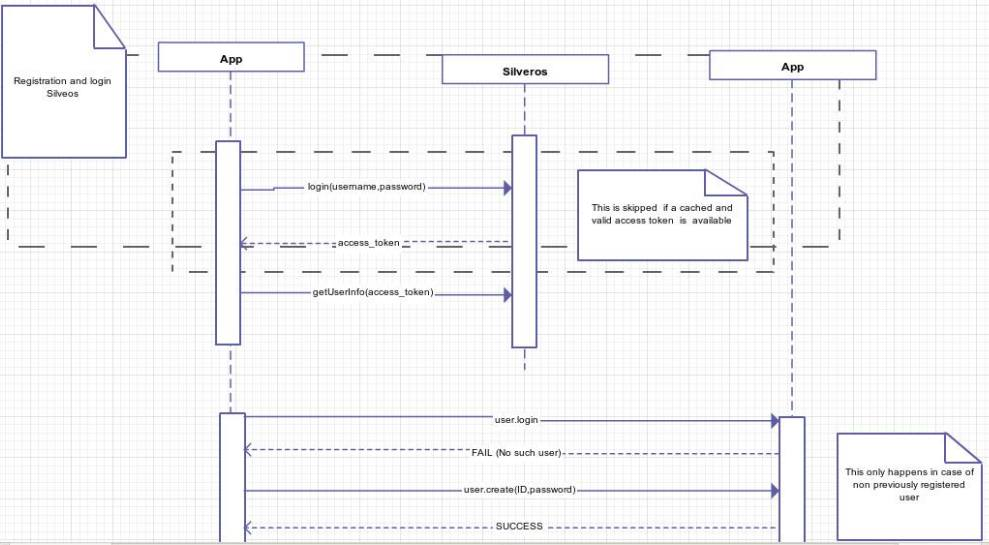 Registration and login
Silveos
App
Silveros
App
login(username,password)
This is skipped if a cached and
valid access token is available
access_token
getUserInfo(access_token)
user.login
FAIL (No such user)
This only happens in case of
non previously registered
user
user.create(ID,password)
SUCCESS